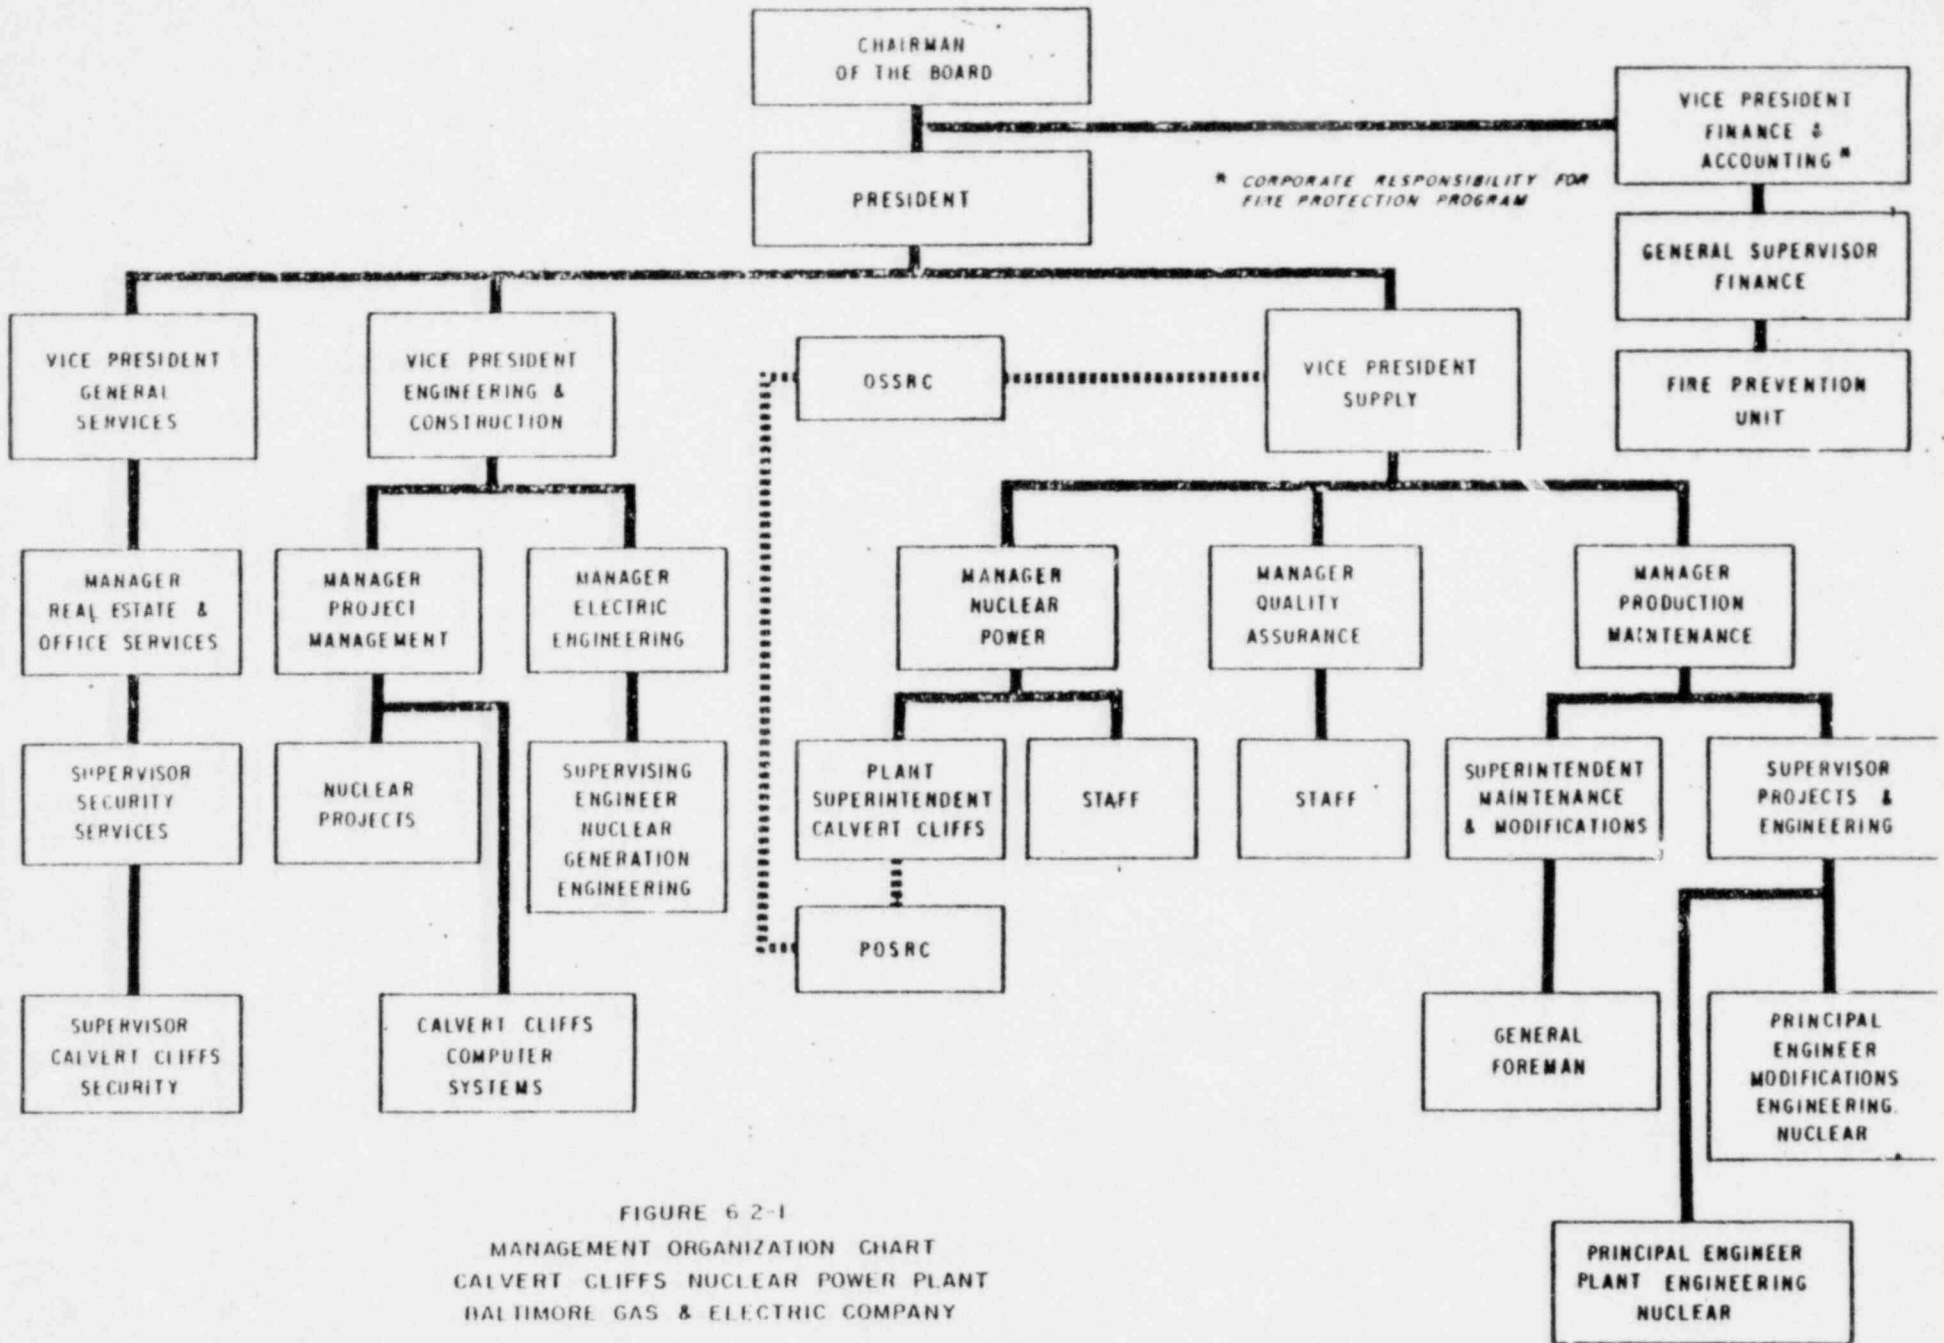 CHAIRMAN
OF THE BOARD
VICE PRESIDENT
FINANCE &
ACCOUNTING *
PRESIDENT
* CORPORATE RESPONSIBILITY FOR
FIRE PROTECTION PROGRAM
GENERAL SUPERVISOR
FINANCE
FIRE PREVENTION
UNIT
VICE PRESIDENT
GENERAL
SERVICES
VICE PRESIDENT
ENGINEERING &
CONSTRUCTION
OSSRC
VICE PRESIDENT
SUPPLY
MANAGER
REAL ESTATE &
OFFICE SERVICES
MANAGER
PROJECT
MANAGEMENT
MANAGER
ELECTRIC
ENGINEERING
MANAGER
NUCLEAR
POWER
MANAGER
QUALITY
ASSURANCE
MANAGER
PRODUCTION
MAINTENANCE
SUPERVISOR
SECURITY
SERVICES
NUCLEAR
PROJECTS
SUPERVISING
ENGINEER
NUCLEAR
GENERATION
ENGINEERING
PLANT
SUPERINTENDENT
CALVERT CLIFFS
STAFF
STAFF
SUPERINTENDENT
MAINTENANCE
& MODIFICATIONS
SUPERVISOR
PROJECTS &
ENGINEERING
POSRC
SUPERVISOR
CALVERT CLIFFS
SECURITY
CALVERT CLIFFS
COMPUTER
SYSTEMS
GENERAL
FOREMAN
PRINCIPAL
ENGINEER
MODIFICATIONS
ENGINEERING
NUCLEAR
PRINCIPAL ENGINEER
PLANT ENGINEERING
NUCLEAR
FIGURE 6 2-1
MANAGEMENT ORGANIZATION CHART
CALVERT CLIFFS NUCLEAR POWER PLANT
BALTIMORE GAS & ELECTRIC COMPANY